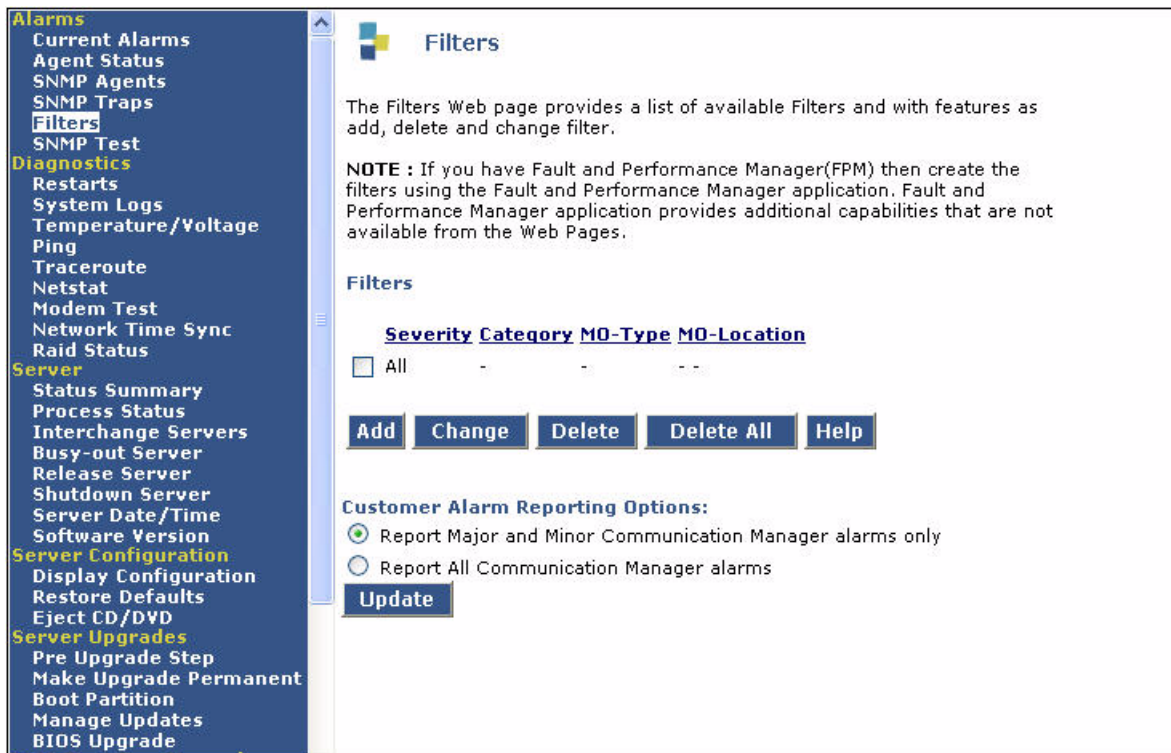 Alarms
Current Alarms
Agent Status
SNMP Agents
SNMP Traps
Filters
SNMP Test
Diagnostics
Restarts
System Logs
Temperature/Voltage
Ping
Traceroute
Netstat
Modem Test
Network Time Sync
Raid Status
Server
Status Summary
Process Status
Interchange Servers
Busy-out Server
Release Server
Shutdown Server
Server Date/Time
Software Version
Server Configuration
Display Configuration
Restore Defaults
Eject CD/DVD
Server Upgrades
Pre Upgrade Step
Make Upgrade Permanent
Boot Partition
Manage Updates
BIOS Upgrade
Filters
The Filters Web page provides a list of available Filters and with features as
add, delete and change filter.
NOTE : If you have Fault and Performance Manager(FPM) then create the
filters using the Fault and Performance Manager application. Fault and
Performance Manager application provides additional capabilities that are not
available from the Web Pages.
Filters
Severity Category MO-Type MO-Location
All - - - -
Add Change Delete Delete All Help
Customer Alarm Reporting Options:
Report Major and Minor Communication Manager alarms only
Report All Communication Manager alarms
Update